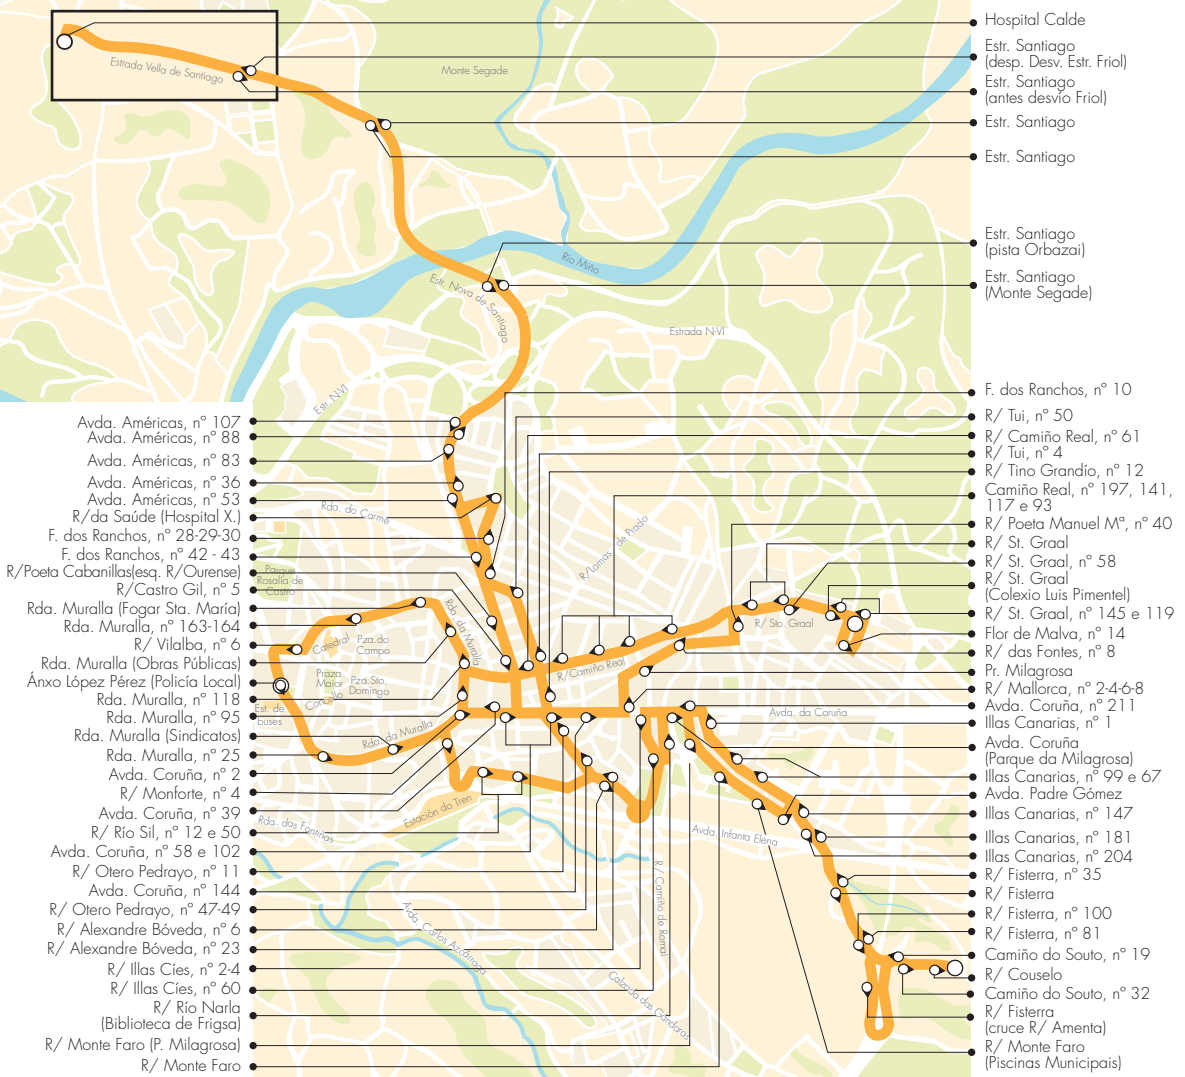 Hospital Calde
Estr. Santiago
(desp. Desv. Estr. Friol)
Estr. Santiago
(antes desvío Friol)
Estr. Santiago
Estr. Santiago
Estr. Santiago
(pista Orbazai)
Estr. Santiago
(Monte Segade)
F. dos Ranchos, nº 10
R/ Tui, nº 50
R/ Camiño Real, nº 61
R/ Tui, nº 4
R/ Tino Grandío, nº 12
Camiño Real, nº 197, 141,
117 e 93
R/ Poeta Manuel Mª, nº 40
R/ St. Graal
R/ St. Graal, nº 58
R/ St. Graal
(Colexio Luis Pimentel)
R/ St. Graal, nº 145 e 119
Flor de Malva, nº 14
R/ das Fontes, nº 8
Pr. Milagrosa
R/ Mallorca, nº 2-4-6-8
Avda. Coruña, nº 211
Illas Canarias, nº 1
Avda. Coruña
(Parque da Milagrosa)
Illas Canarias, nº 99 e 67
Avda. Padre Gómez
Illas Canarias, nº 147
Illas Canarias, nº 181
Illas Canarias, nº 204
R/ Fisterra, nº 35
R/ Fisterra
R/ Fisterra, nº 100
R/ Fisterra, nº 81
Camiño do Souto, nº 19
R/ Couselo
Camiño do Souto, nº 32
R/ Fisterra
(cruce R/ Amenta)
R/ Monte Faro
(Piscinas Municipais)
Avda. Américas, nº 107
Avda. Américas, nº 88
Avda. Américas, nº 83
Avda. Américas, nº 36
Avda. Américas, nº 53
R/da Saúde (Hospital X.)
F. dos Ranchos, nº 28-29-30
F. dos Ranchos, nº 42 - 43
R/Poeta Cabanillas(esq. R/Ourense)
R/Castro Gil, nº 5
Rda. Muralla (Fogar Sta. María)
Rda. Muralla, nº 163-164
R/ Vilalba, nº 6
Rda. Muralla (Obras Públicas)
Ánxo López Pérez (Policía Local)
Rda. Muralla, nº 118
Rda. Muralla, nº 95
Rda. Muralla (Sindicatos)
Rda. Muralla, nº 25
Avda. Coruña, nº 2
R/ Monforte, nº 4
Avda. Coruña, nº 39
R/ Río Sil, nº 12 e 50
Avda. Coruña, nº 58 e 102
R/ Otero Pedrayo, nº 11
Avda. Coruña, nº 144
R/ Otero Pedrayo, nº 47-49
R/ Alexandre Bóveda, nº 6
R/ Alexandre Bóveda, nº 23
R/ Illas Cíes, nº 2-4
R/ Illas Cíes, nº 60
R/ Río Narla
(Biblioteca de Frigsa)
R/ Monte Faro (P. Milagrosa)
R/ Monte Faro
Estrada Vella de Santiago
Monte Segade
Río Miño
Estr. Nova de Santiago
Estrada N-VI
Estr. N-VI
Rda. do Carme
R/Lamas de Prado
Parque
Rosalía de
Castro
Rda. da Muralla
Catedral
Pza.do
Campo
Praza
Maior
Pza.Sto.
Domingo
Concello
Est. de
buses
Rda. da Muralla
R/ Camiño Real
R/ Sto. Graal
Avda. da Coruña
Estación do Tren
Rda. das Fontiñas
Avda. Infanta Elena
R/ Camiño de Romai
Avda. Carlos Azcárraga
Calzada das Gándaras